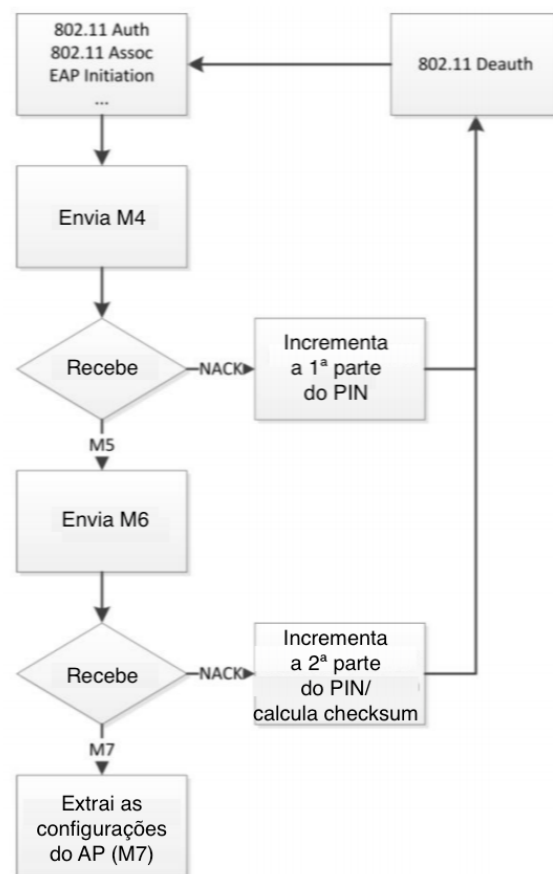 802.11 Auth
802.11 Assoc
EAP Initiation
...
802.11 Deauth
Envia M4
Recebe
NACK
Incrementa
a 1ª parte
do PIN
M5
Envia M6
Recebe
NACK
Incrementa
a 2ª parte
do PIN/
calcula checksum
M7
Extrai as
configurações
do AP (M7)